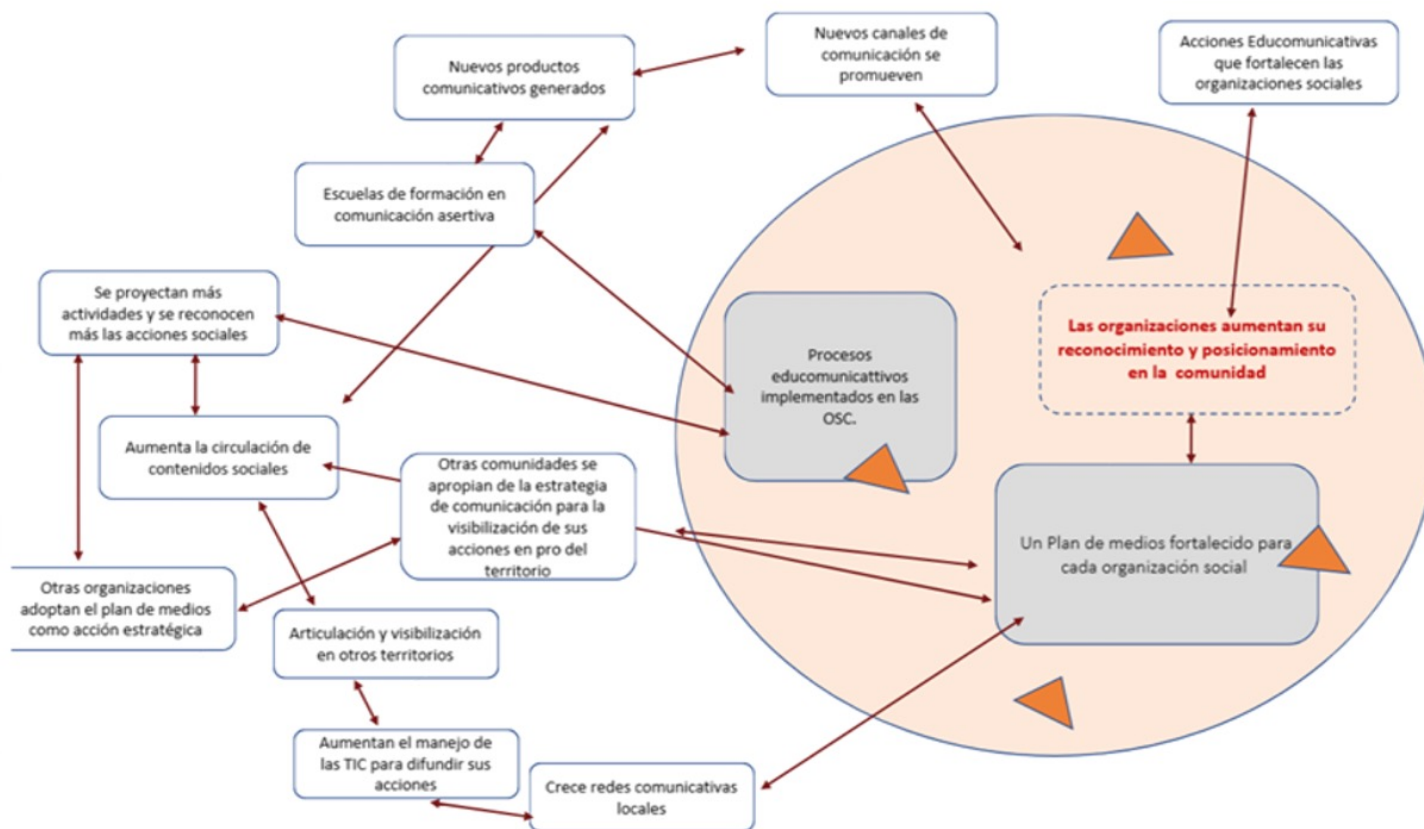 Nuevos productos
comunicativos generados
Nuevos canales de
comunicación se
promueven
Acciones Educomunicativas
que fortalecen las
organizaciones sociales
Escuelas de formación en
comunicación asertiva
Se proyectan más
actividades y se reconocen
más las acciones sociales
Las organizaciones aumentan su
reconocimiento y posicionamiento
en la comunidad
Procesos
educomunicattivos
implementados en las
OSC.
Aumenta la circulación de
contenidos sociales
Otras comunidades se
apropian de la estrategia
de comunicación para la
visibilización de sus
acciones en pro del
territorio
Un Plan de medios fortalecido para
cada organización social
Otras organizaciones
adoptan el plan de medios
como acción estratégica
Articulación y visibilización
en otros territorios
Aumentan el manejo de
las TIC para difundir sus
acciones
Crece redes comunicativas
locales